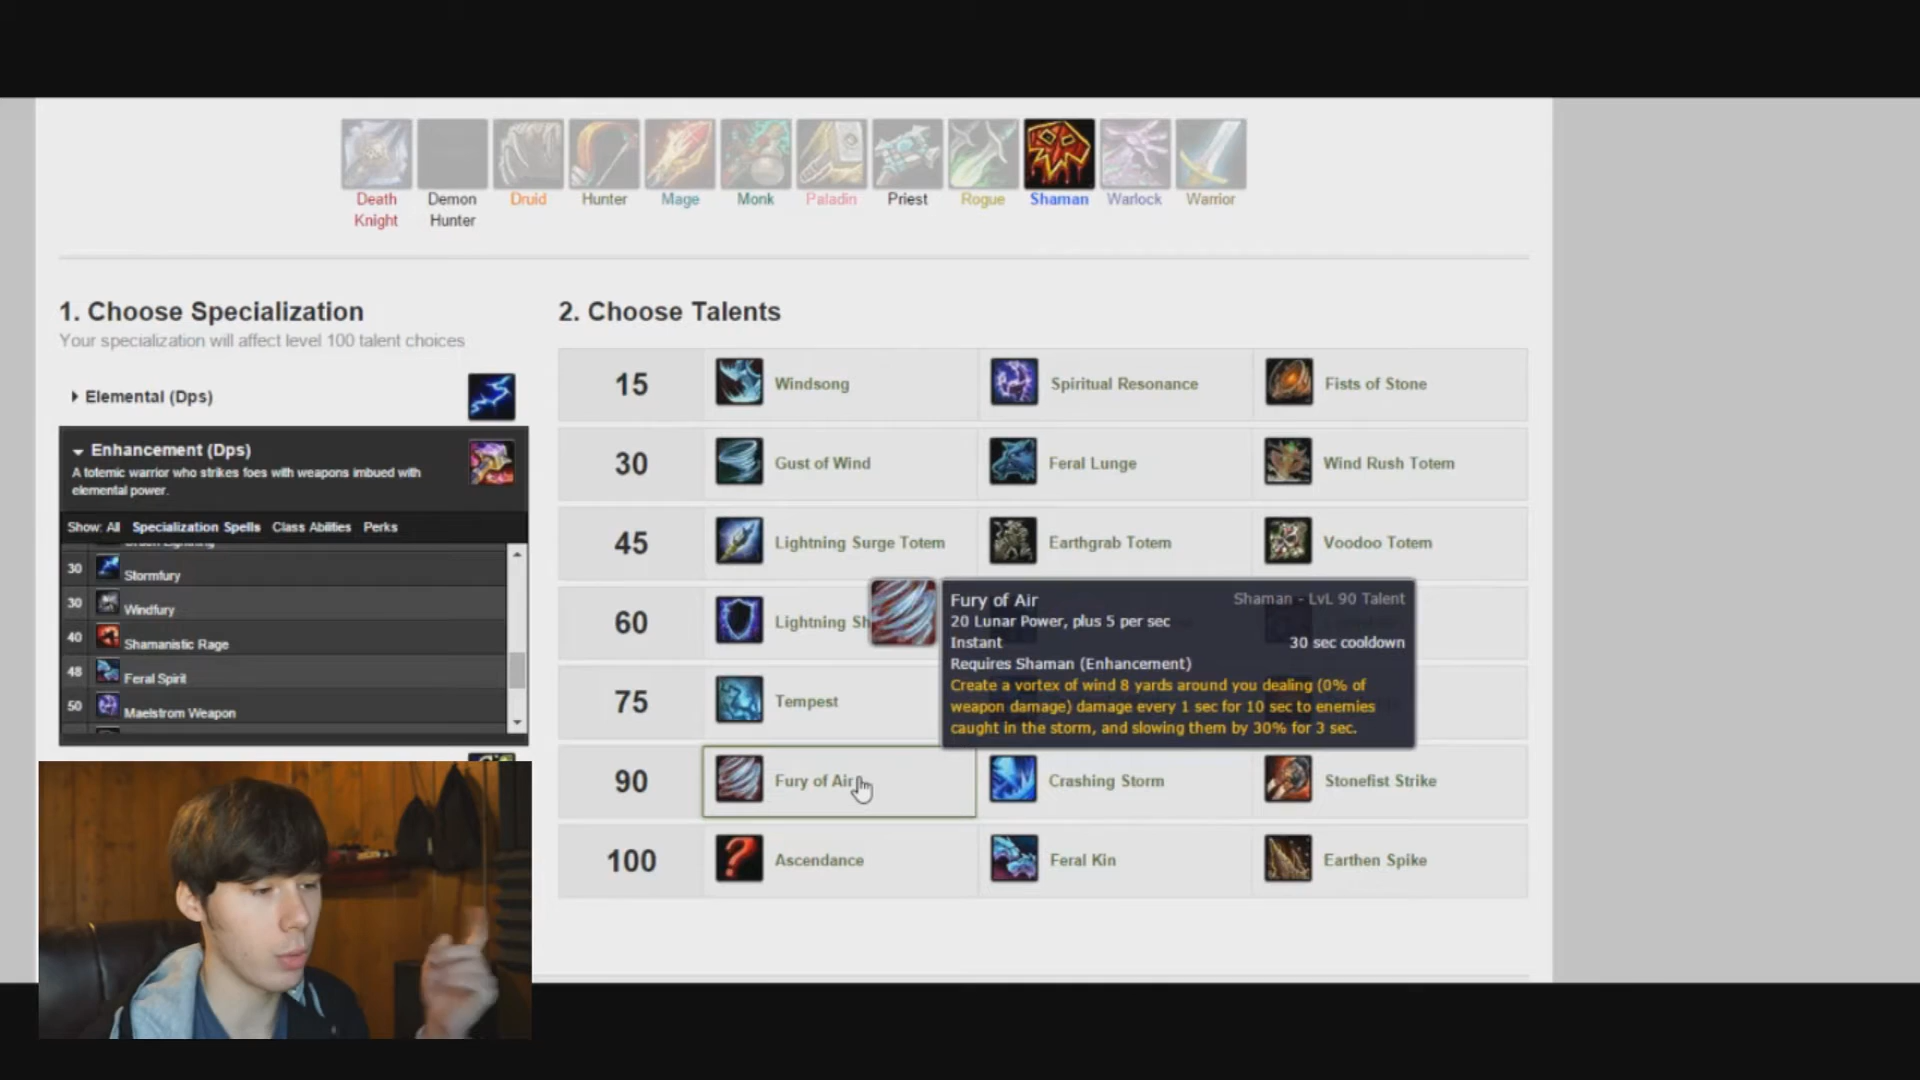 Death
Knight
Demon
Hunter
Druid
Hunter
Mage
Monk
Paladin
Priest
Rogue
Shaman
Warlock
Warrior
1. Choose Specialization
Your specialization will affect level 100 talent choices
Elemental (Dps)
Enhancement (Dps)
A totemic warrior who strikes foes with weapons imbued with
elemental power.
Show: All Specialization Spells Class Abilities Perks
30 Stormfury
30 Windfury
40 Shamanistic Rage
48 Feral Spirit
50 Maelstrom Weapon
2. Choose Talents
15 Windsong Spiritual Resonance Fists of Stone
30 Gust of Wind Feral Lunge Wind Rush Totem
45 Lightning Surge Totem Earthgrab Totem Voodoo Totem
60 Lightning Sh
75 Tempest
90 Fury of Air Crashing Storm Stonefist Strike
100 Ascendance Feral Kin Earthen Spike
Fury of Air Shaman - LvL 90 Talent
20 Lunar Power, plus 5 per sec
Instant 30 sec cooldown
Requires Shaman (Enhancement)
Create a vortex of wind 8 yards around you dealing (0% of
weapon damage) damage every 1 sec for 10 sec to enemies
caught in the storm, and slowing them by 30% for 3 sec.